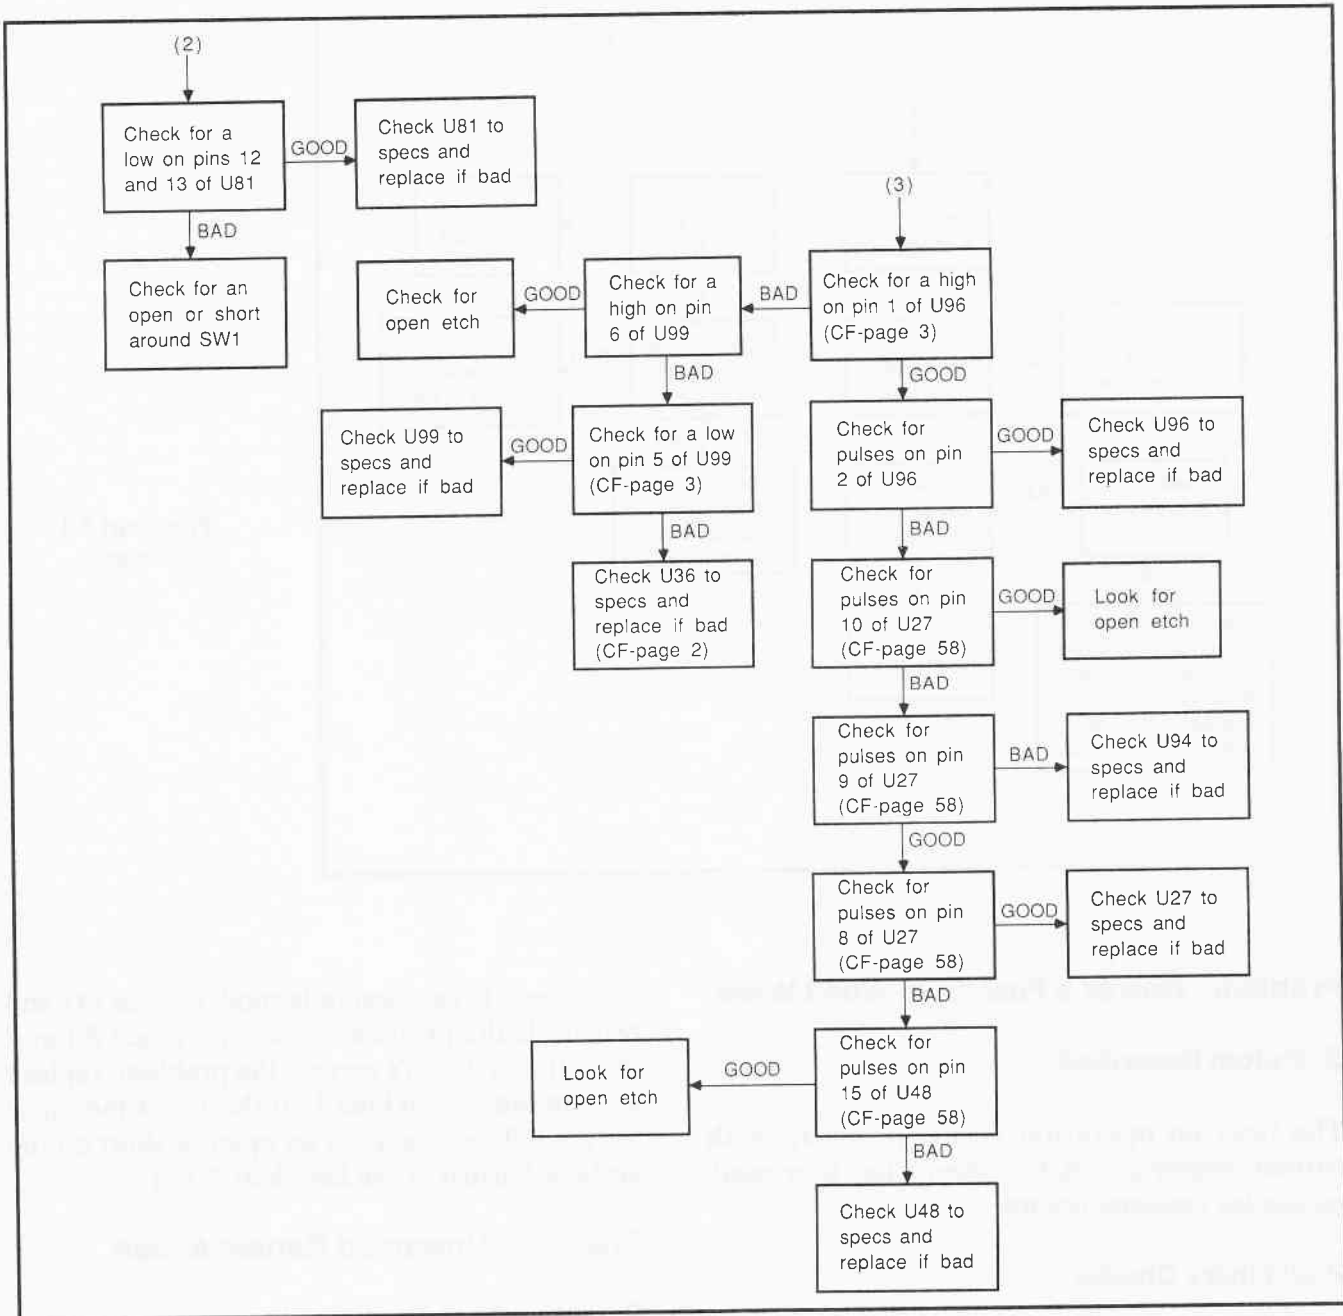 (2)
Check for a
low on pins 12
and 13 of U81
GOOD
Check U81 to
specs and
replace if bad
BAD
Check for an
open or short
around SW1
(3)
Check for a high
on pin 1 of U96
(CF-page 3)
BAD
Check for a
high on pin
6 of U99
GOOD
Check for
open etch
BAD
Check for a low
on pin 5 of U99
(CF-page 3)
GOOD
Check U99 to
specs and
replace if bad
BAD
Check U36 to
specs and
replace if bad
(CF-page 2)
GOOD
Check for
pulses on pin
2 of U96
GOOD
Check U96 to
specs and
replace if bad
BAD
Check for
pulses on pin
10 of U27
(CF-page 58)
GOOD
Look for
open etch
BAD
Check for
pulses on pin
9 of U27
(CF-page 58)
BAD
Check U94 to
specs and
replace if bad
GOOD
Check for
pulses on pin
8 of U27
(CF-page 58)
GOOD
Check U27 to
specs and
replace if bad
BAD
Check for
pulses on pin
15 of U48
(CF-page 58)
GOOD
Look for
open etch
BAD
Check U48 to
specs and
replace if bad